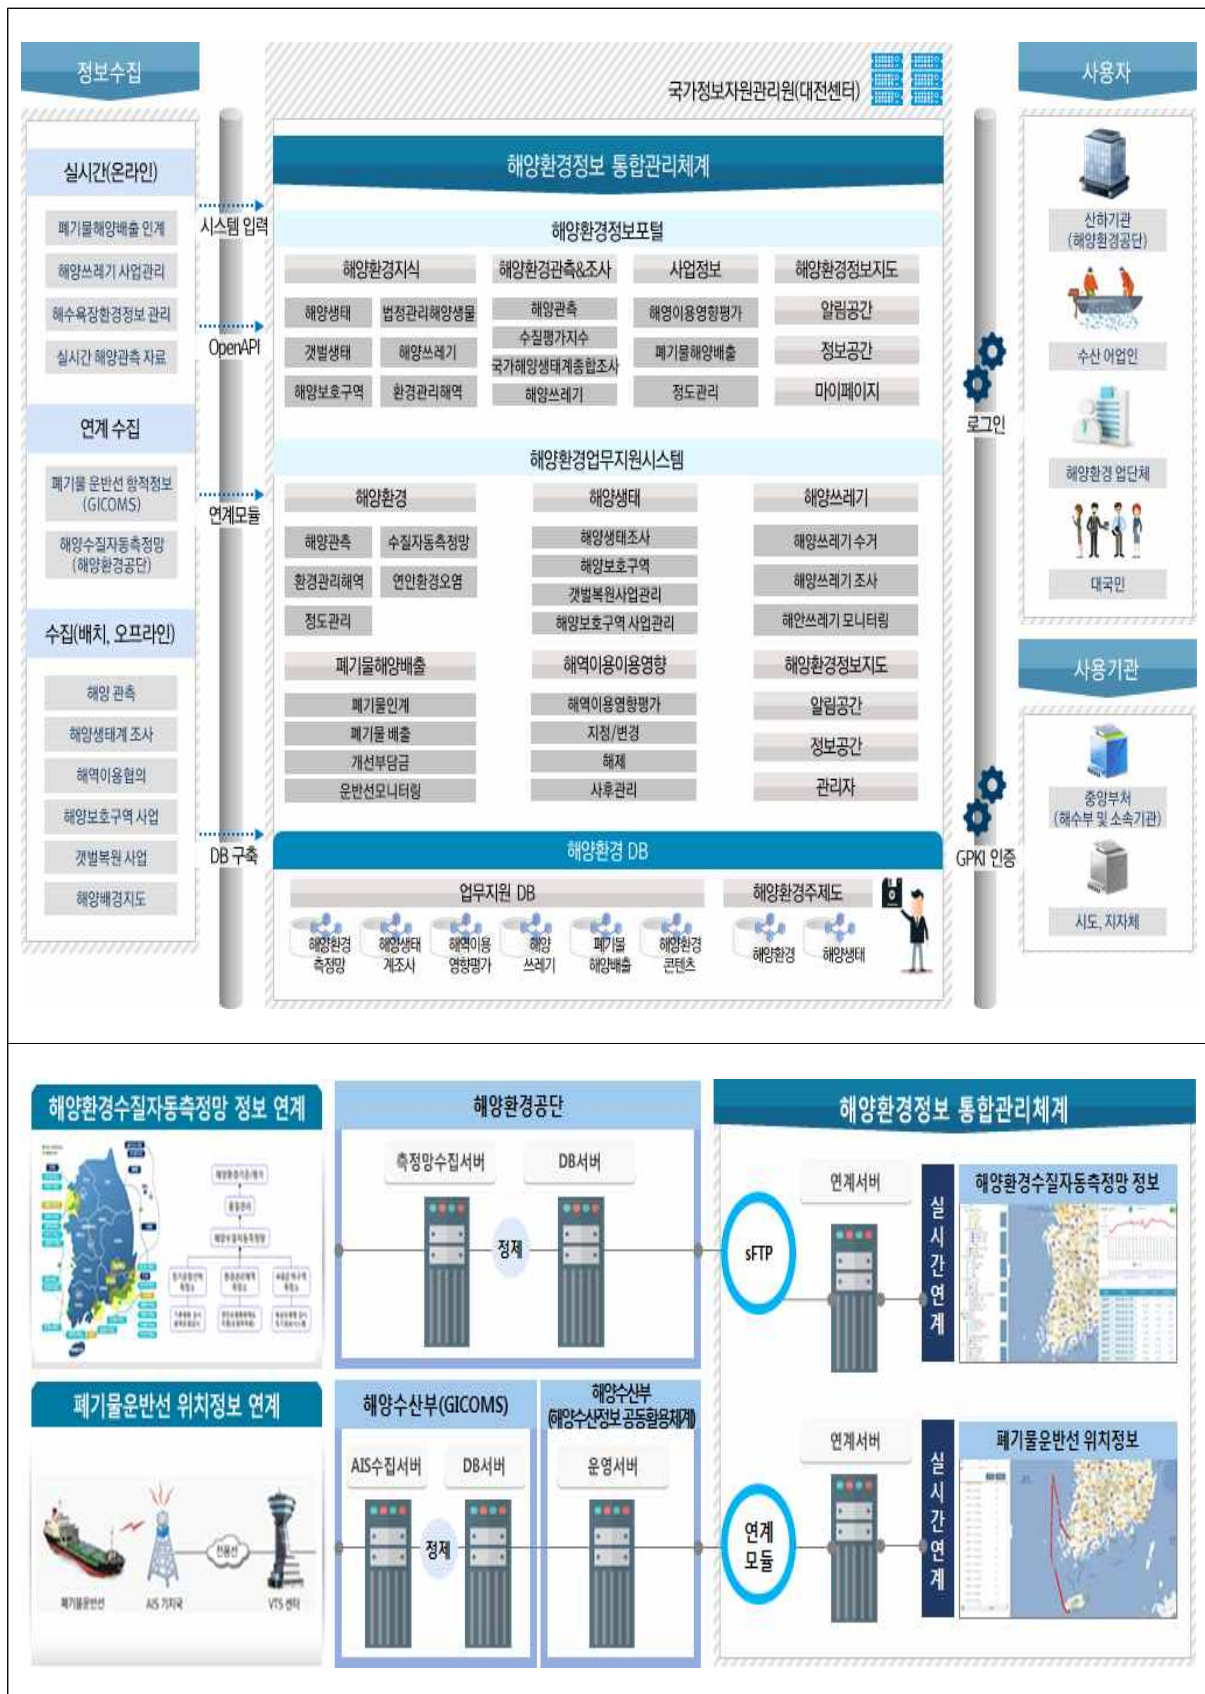 정보수집
실시간(온라인)
폐기물해양배출 인계
해양쓰레기 사업관리
해수욕장환경정보 관리
실시간 해양관측 자료
연계 수집
폐기물 운반선 항적정보
(GICOMS)
해양수질자동측정망
(해양환경공단)
수집(배치, 오프라인)
해양 관측
해양생태계 조사
해역이용협의
해양보호구역 사업
갯벌복원 사업
해양배경지도
시스템 입력
OpenAPI
연계모듈
DB 구축
국가정보자원관리원(대전센터)
해양환경정보 통합관리체계
해양환경정보포털
해양환경지식
해양생태
법정관리해양생물
갯벌생태
해양쓰레기
해양보호구역
환경관리해역
해양환경관측&조사
해양관측
수질평가지수
국가해양생태계종합조사
해양쓰레기
사업정보
해영이용영향평가
폐기물해양배출
정도관리
해양환경정보지도
알림공간
정보공간
마이페이지
해양환경업무지원시스템
해양환경
해양관측
수질자동측정망
환경관리해역
연안환경오염
정도관리
해양생태
해양생태조사
해양보호구역
갯벌복원사업관리
해양보호구역 사업관리
해양쓰레기
해양쓰레기 수거
해양쓰레기 조사
해안쓰레기 모니터링
폐기물해양배출
폐기물인계
폐기물 배출
개선부담금
운반선모니터링
해역이용이용영향
해역이용영향평가
지정/변경
해제
사후관리
해양환경정보지도
알림공간
정보공간
관리자
해양환경 DB
업무지원 DB
해양환경
측정망
해양생태
계조사
해역이용
영향평가
해양
쓰레기
폐기물
해양배출
해양환경
콘텐츠
해양환경주제도
해양환경
해양생태
로그인
GPKI 인증
사용자
산하기관
(해양환경공단)
수산 어업인
해양환경 업단체
대국민
사용기관
중앙부처
(해수부 및 소속기관)
시도, 지자체
해양환경수질자동측정망 정보 연계
해양환경공단
측정망수집서버
정제
DB서버
해양환경정보 통합관리체계
sFTP
연계서버
실시간연계
해양환경수질자동측정망 정보
폐기물운반선 위치정보 연계
폐기물운반선
AIS 기지국
전용선
VTS 센터
해양수산부(GICOMS)
AIS수집서버
정제
DB서버
해양수산부
(해양수산정보 공동활용체계)
운영서버
연계
모듈
연계서버
실시간연계
폐기물운반선 위치정보